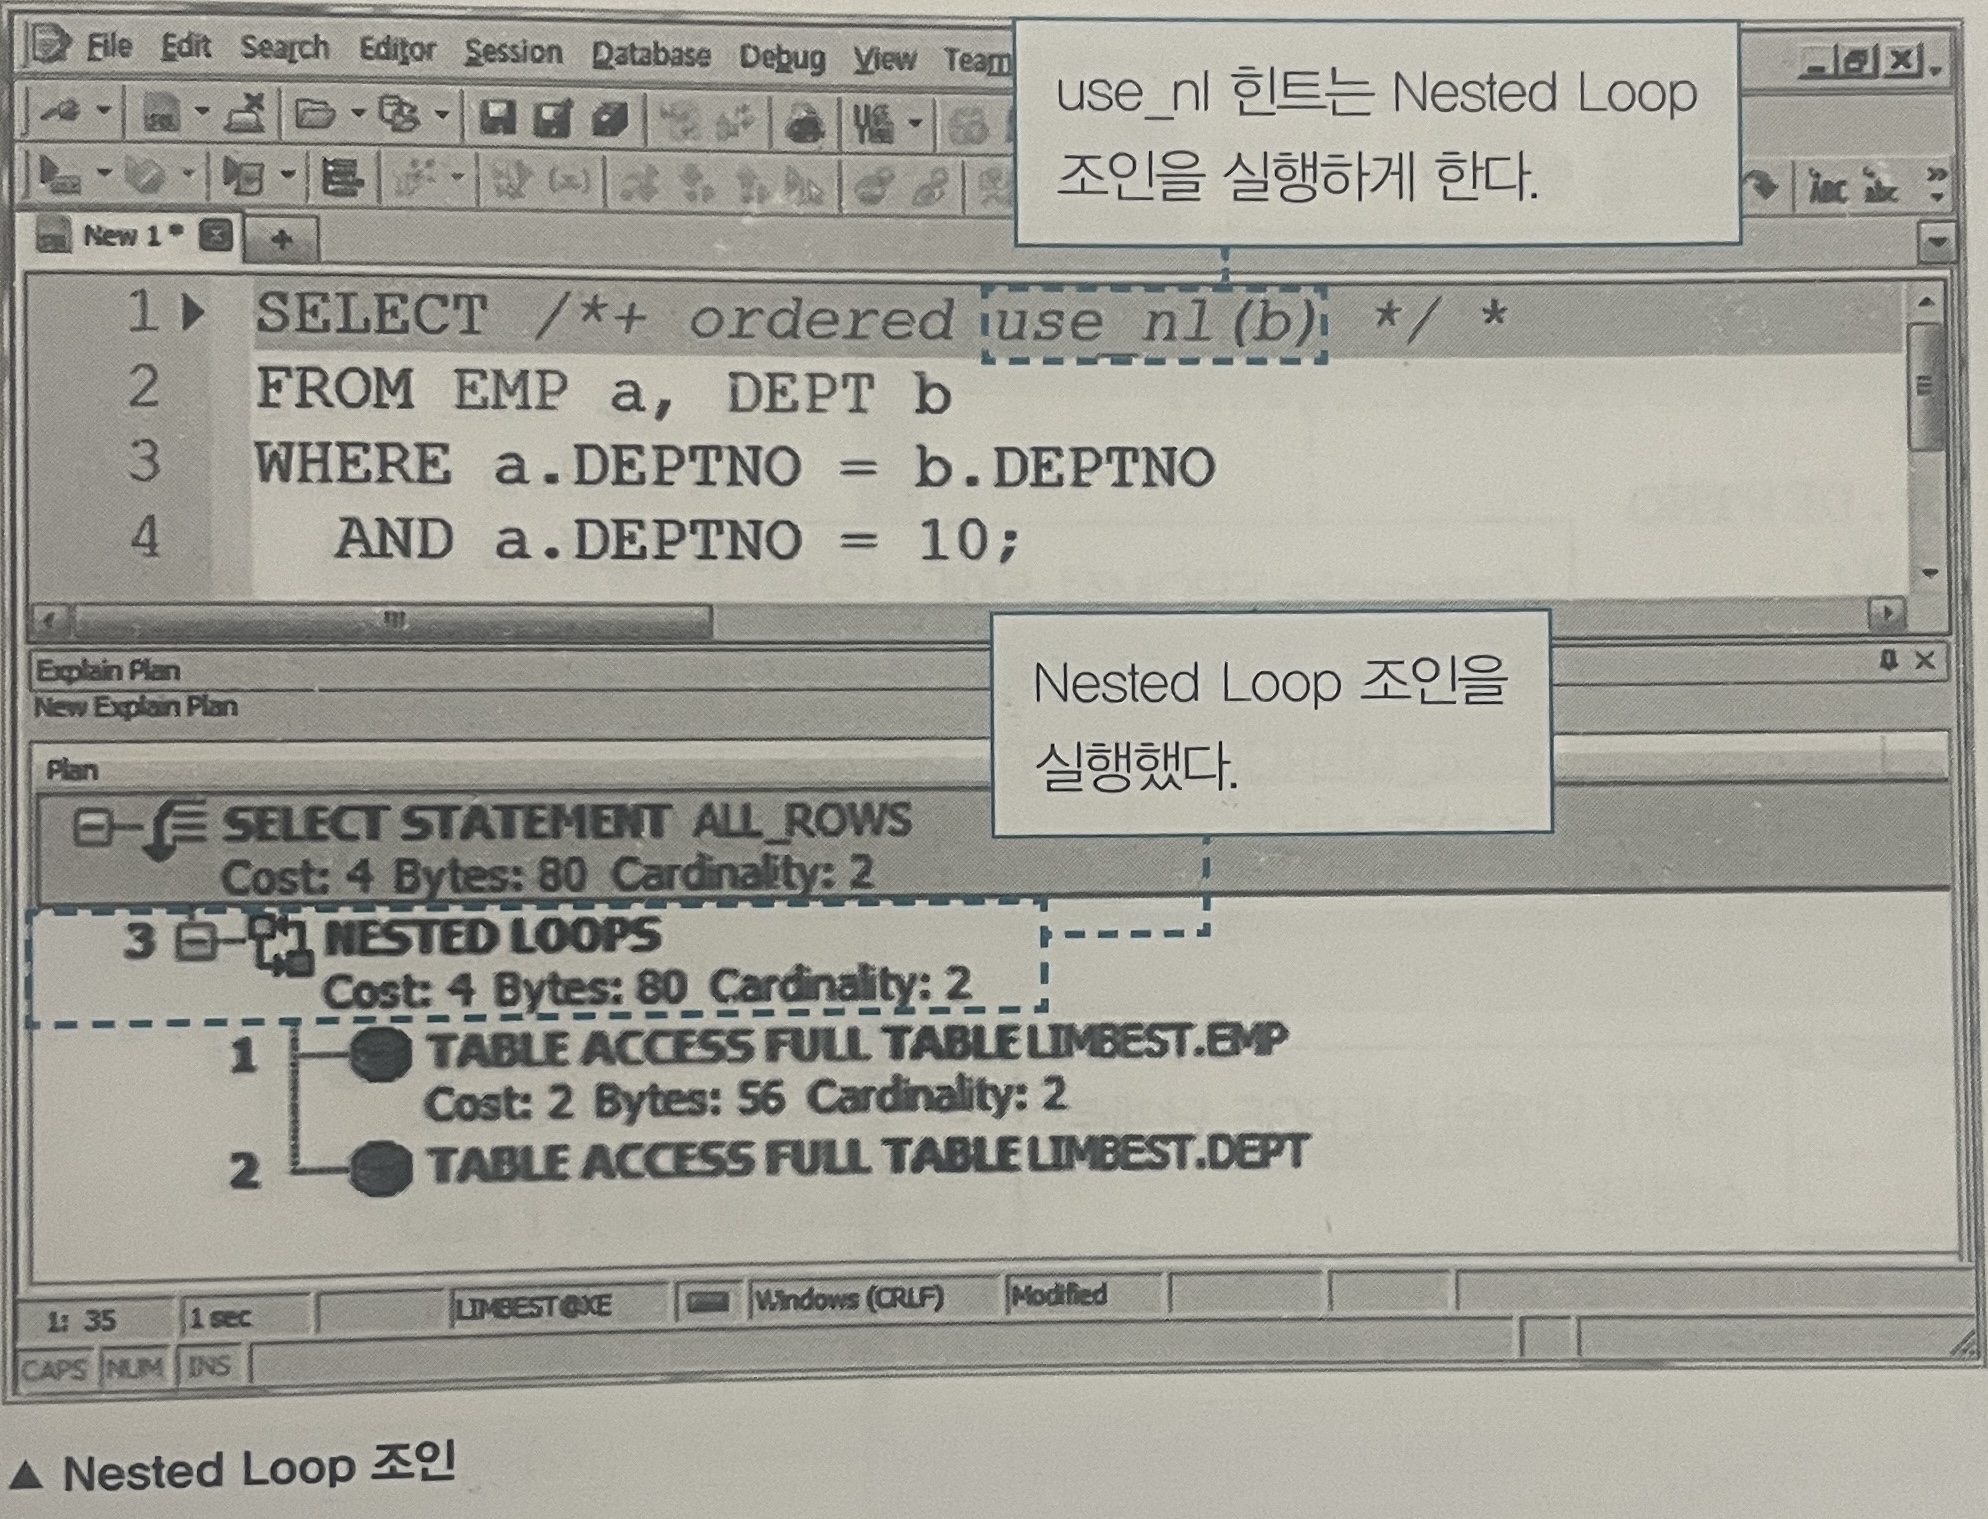 File Edit Search Editor Session Database Debug View Team
use_nl 힌트는 Nested Loop
조인을 실행하게 한다.
New 1 *
1 SELECT /*+ ordered use_nl(b) */ *
2 FROM EMP a, DEPT b
3 WHERE a.DEPTNO = b.DEPTNO
4 AND a.DEPTNO = 10;
Explain Plan
New Explain Plan
Nested Loop 조인을
실행했다.
Plan
SELECT STATEMENT ALL_ROWS
Cost: 4 Bytes: 80 Cardinality: 2
3 NESTED LOOPS
Cost: 4 Bytes: 80 Cardinality: 2
1 TABLE ACCESS FULL TABLE LIMBEST.EMP
Cost: 2 Bytes: 56 Cardinality: 2
2 TABLE ACCESS FULL TABLE LIMBEST.DEPT
1: 35 1 sec LIMBEST@XE Windows (CRLF) Modified
CAPS NUM INS
▲ Nested Loop 조인